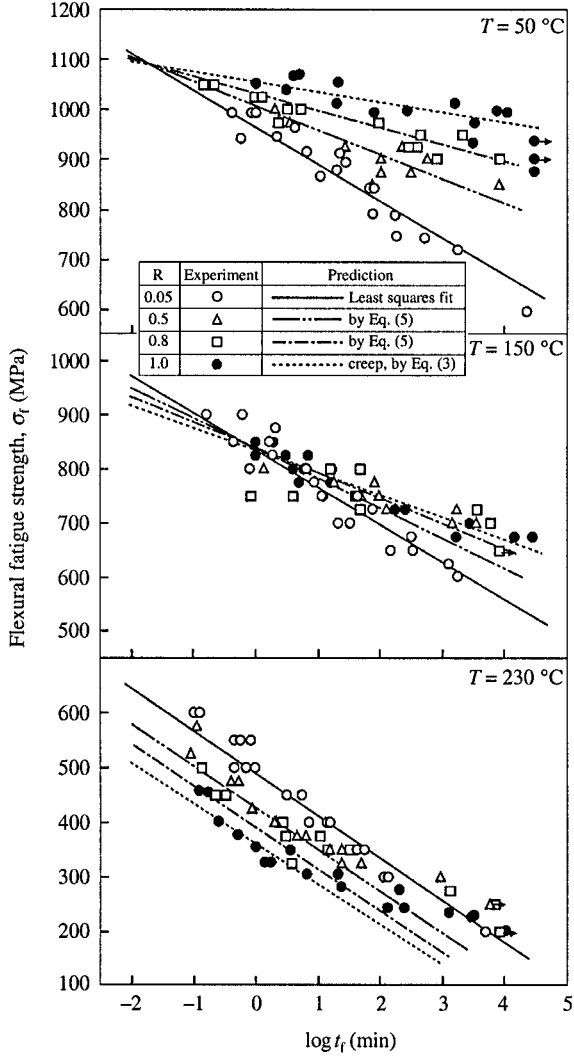 1200
1100
1000
900
800
700
600
T = 50 °C
R Experiment Prediction
0.05 Least squares fit
0.5 by Eq. (5)
0.8 by Eq. (5)
1.0 creep, by Eq. (3)
1000
900
800
700
600
500
T = 150 °C
600
500
400
300
200
100
T = 230 °C
−2 −1 0 1 2 3 4 5
log tf (min)
Flexural fatigue strength, σf (MPa)